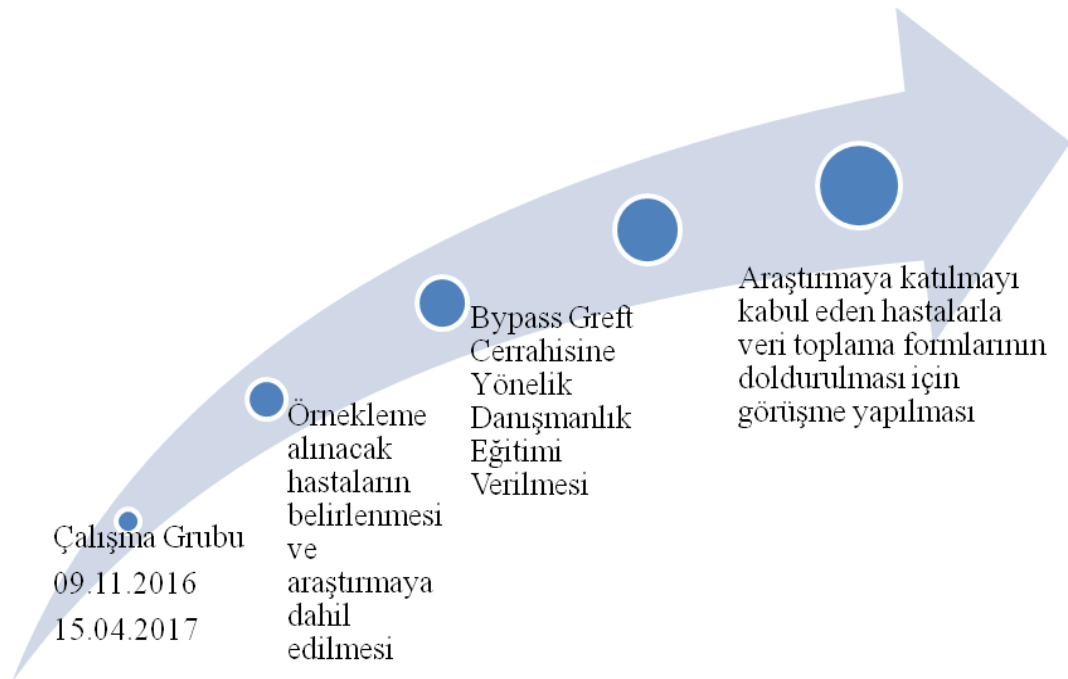 Çalışma Grubu
09.11.2016
15.04.2017
Örnekleme
alınacak
hastaların
belirlenmesi
ve
araştırmaya
dahil
edilmesi
Bypass Greft
Cerrahisine
Yönelik
Danışmanlık
Eğitimi
Verilmesi
Araştırmaya katılmayı
kabul eden hastalarla
veri toplama formlarının
doldurulması için
görüşme yapılması